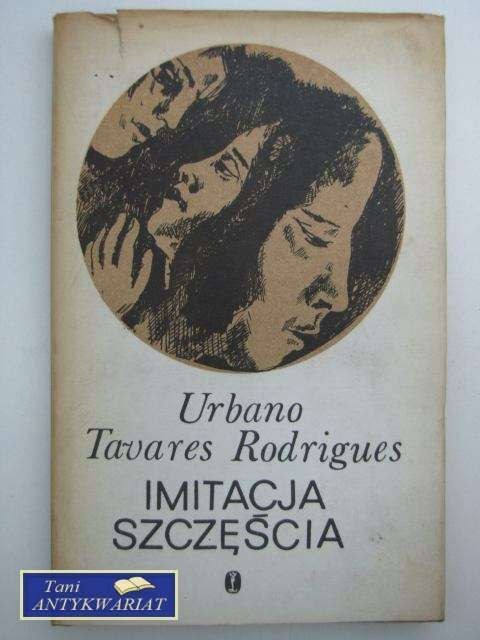 Urbano
Tavares Rodrigues
IMITACJA
SZCZĘŚCIA
Tani
ANTYKWARIAT